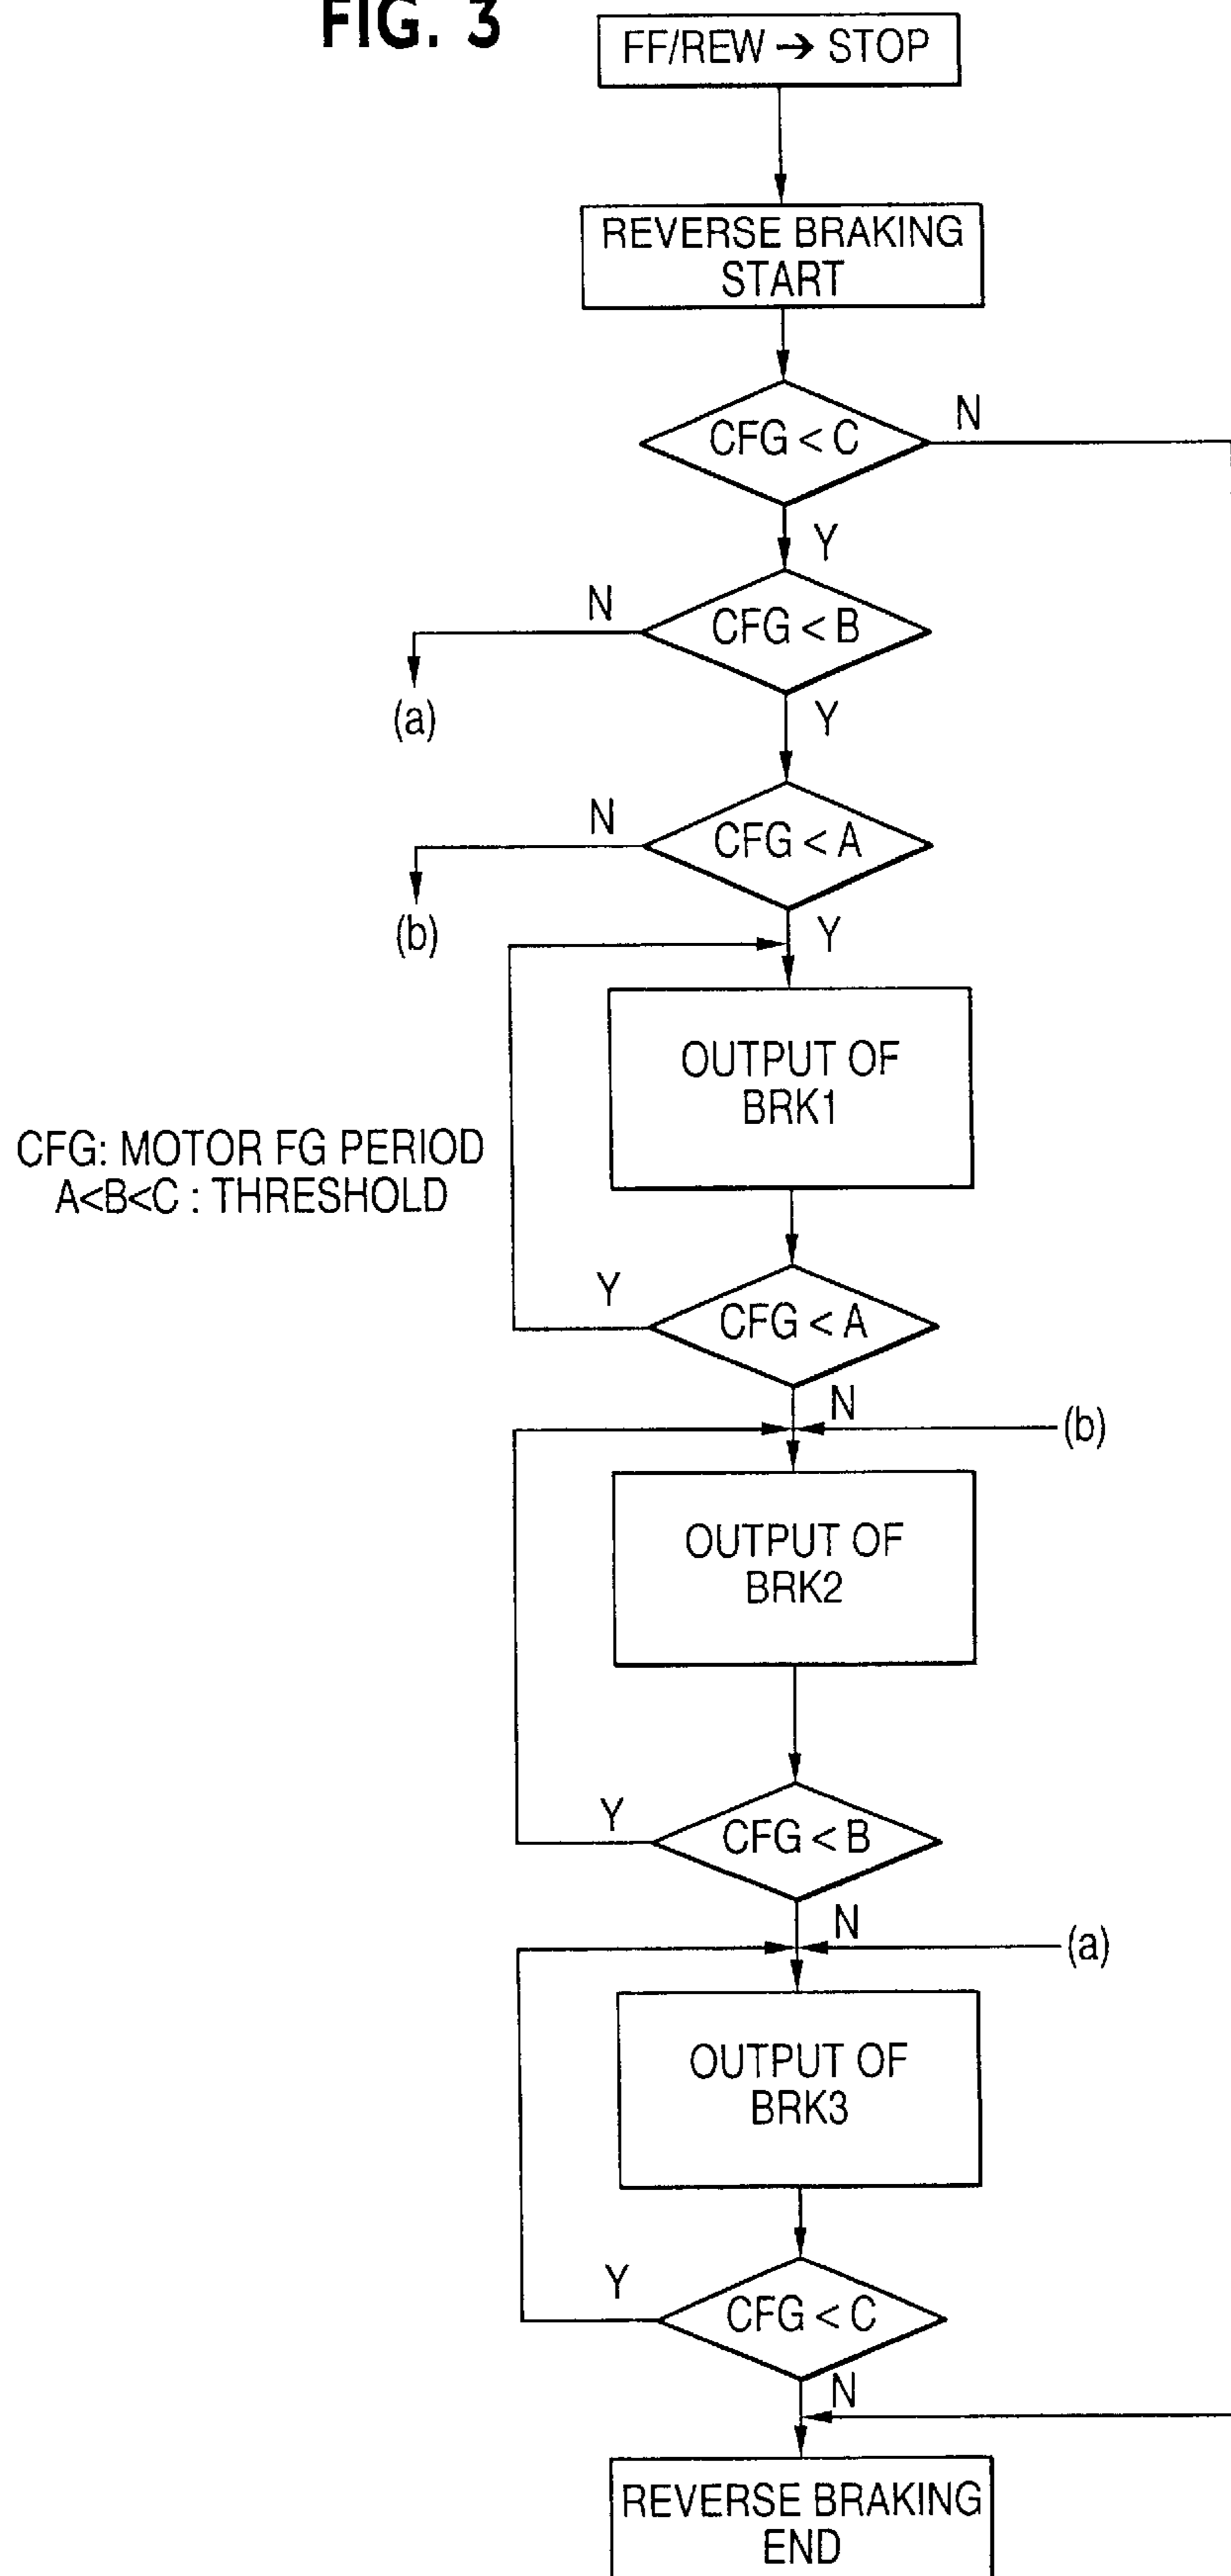 FIG. 3
FF/REW → STOP
REVERSE BRAKING
START
CFG < C
N
Y
CFG < B
N
(a)
Y
CFG < A
N
(b)
Y
OUTPUT OF
BRK1
CFG: MOTOR FG PERIOD
A<B<C : THRESHOLD
CFG < A
Y
N
(b)
OUTPUT OF
BRK2
CFG < B
Y
N
(a)
OUTPUT OF
BRK3
CFG < C
Y
N
REVERSE BRAKING
END